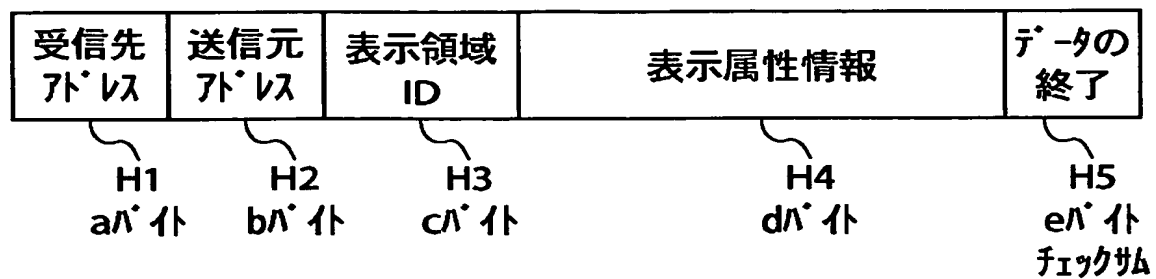 受信先
ｱﾄﾞﾚｽ
送信元
ｱﾄﾞﾚｽ
表示領域
ID
表示属性情報
ﾃﾞｰﾀの
終了
H1
aﾊﾞｲﾄ
H2
bﾊﾞｲﾄ
H3
cﾊﾞｲﾄ
H4
dﾊﾞｲﾄ
H5
eﾊﾞｲﾄ
ﾁｪｯｸｻﾑ